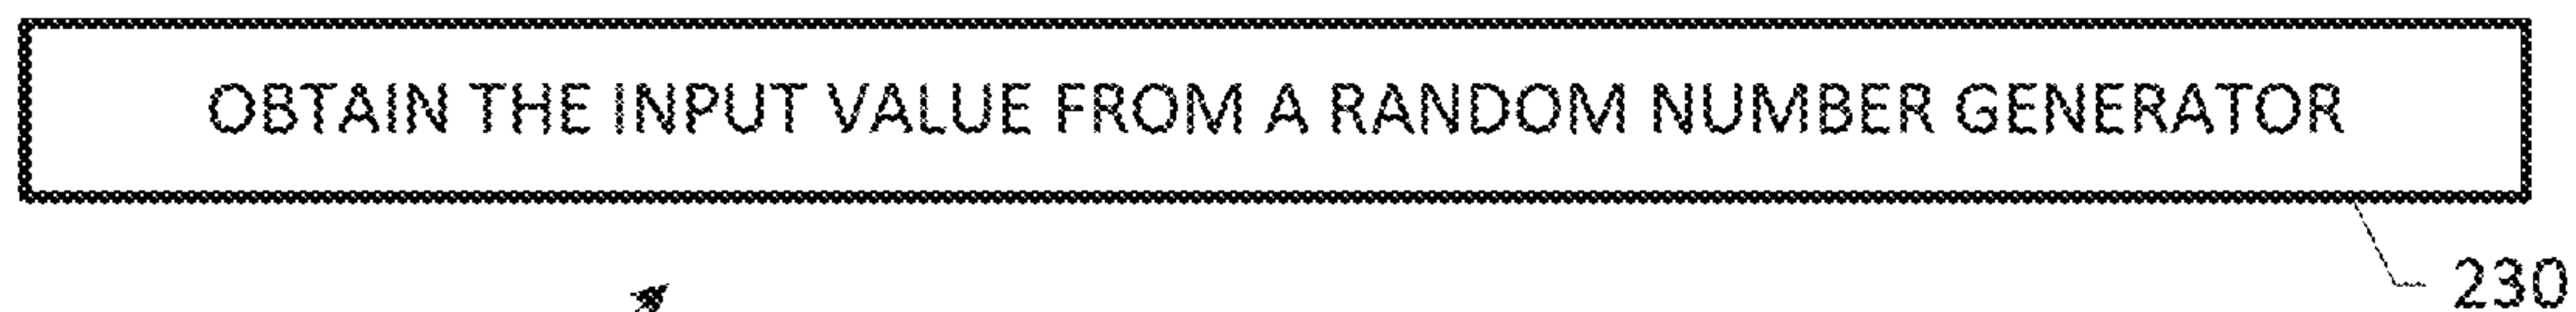 OBTAIN THE INPUT VALUE FROM A RANDOM NUMBER GENERATOR
230